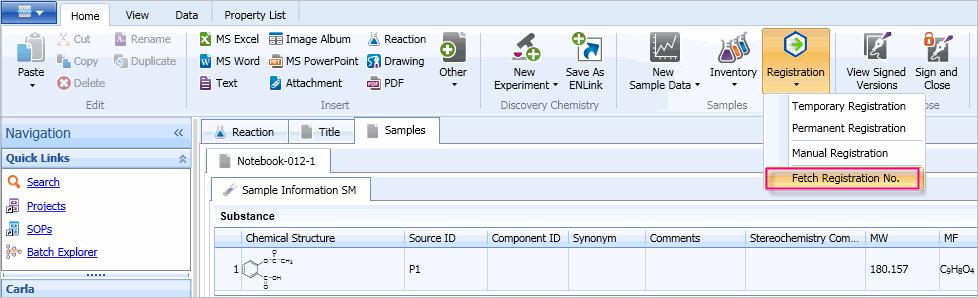 Home View Data Property List
Paste
Cut
Copy
Delete
Rename
Duplicate
Edit
MS Excel
MS Word
Text
Image Album
MS PowerPoint
Attachment
Reaction
Drawing
PDF
Other
Insert
New
Experiment
Save As
ENLink
Discovery Chemistry
New
Sample Data
Inventory
Registration
Samples
View Signed
Versions
Sign and
Close
ose
Temporary Registration
Permanent Registration
Manual Registration
Fetch Registration No.
Navigation
Quick Links
Search
Projects
SOPs
Batch Explorer
Carla
Reaction Title Samples
Notebook-012-1
Sample Information SM
Substance
Chemical Structure Source ID Component ID Synonym Comments Stereochemistry Com... MW MF
1 P1 180.157 C₉H₈O₄